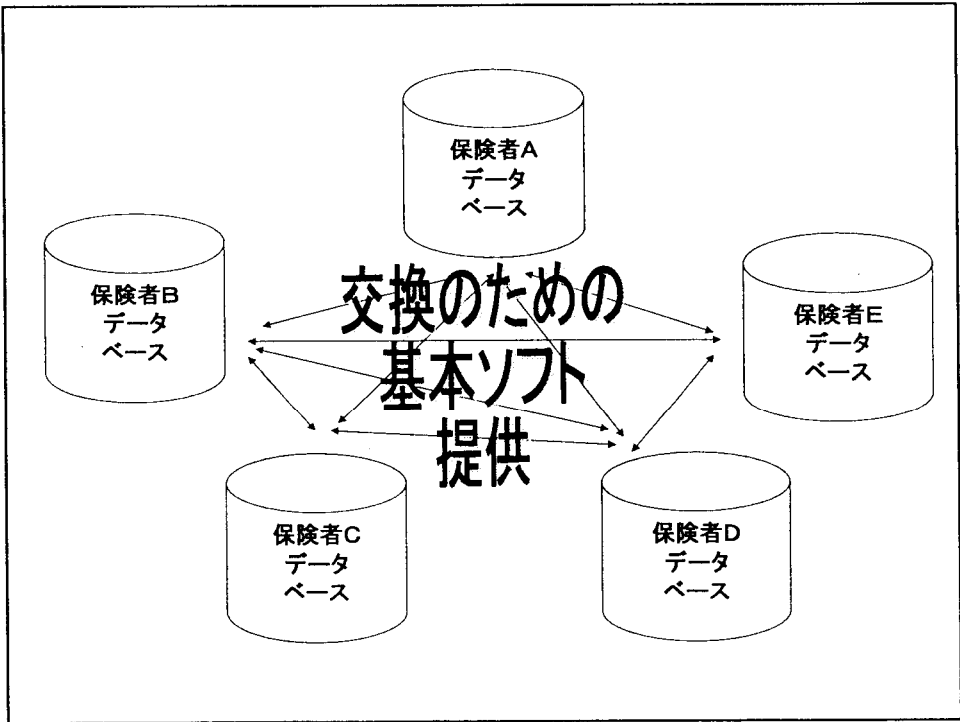 保険者A
データ
ベース
保険者B
データ
ベース
交換のための
基本ソフト
提供
保険者E
データ
ベース
保険者C
データ
ベース
保険者D
データ
ベース